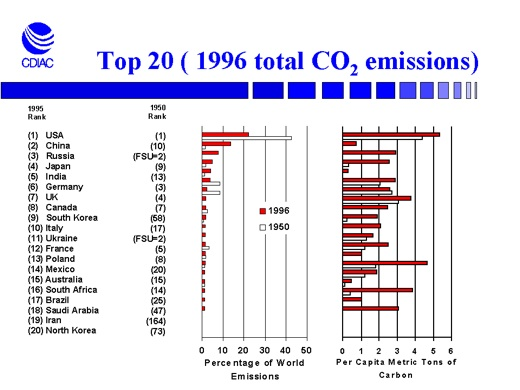 CDIAC
Top 20 ( 1996 total CO2 emissions)
1995 Rank
1950 Rank
(1) USA (1)
(2) China (10)
(3) Russia (FSU=2)
(4) Japan (9)
(5) India (13)
(6) Germany (3)
(7) UK (4)
(8) Canada (7)
(9) South Korea (58)
(10) Italy (17)
(11) Ukraine (FSU=2)
(12) France (5)
(13) Poland (8)
(14) Mexico (20)
(15) Australia (15)
(16) South Africa (14)
(17) Brazil (25)
(18) Saudi Arabia (47)
(19) Iran (164)
(20) North Korea (73)
1996
1950
0 10 20 30 40 50
Percentage of World
Emissions
0 1 2 3 4 5 6
Per Capita Metric Tons of
Carbon